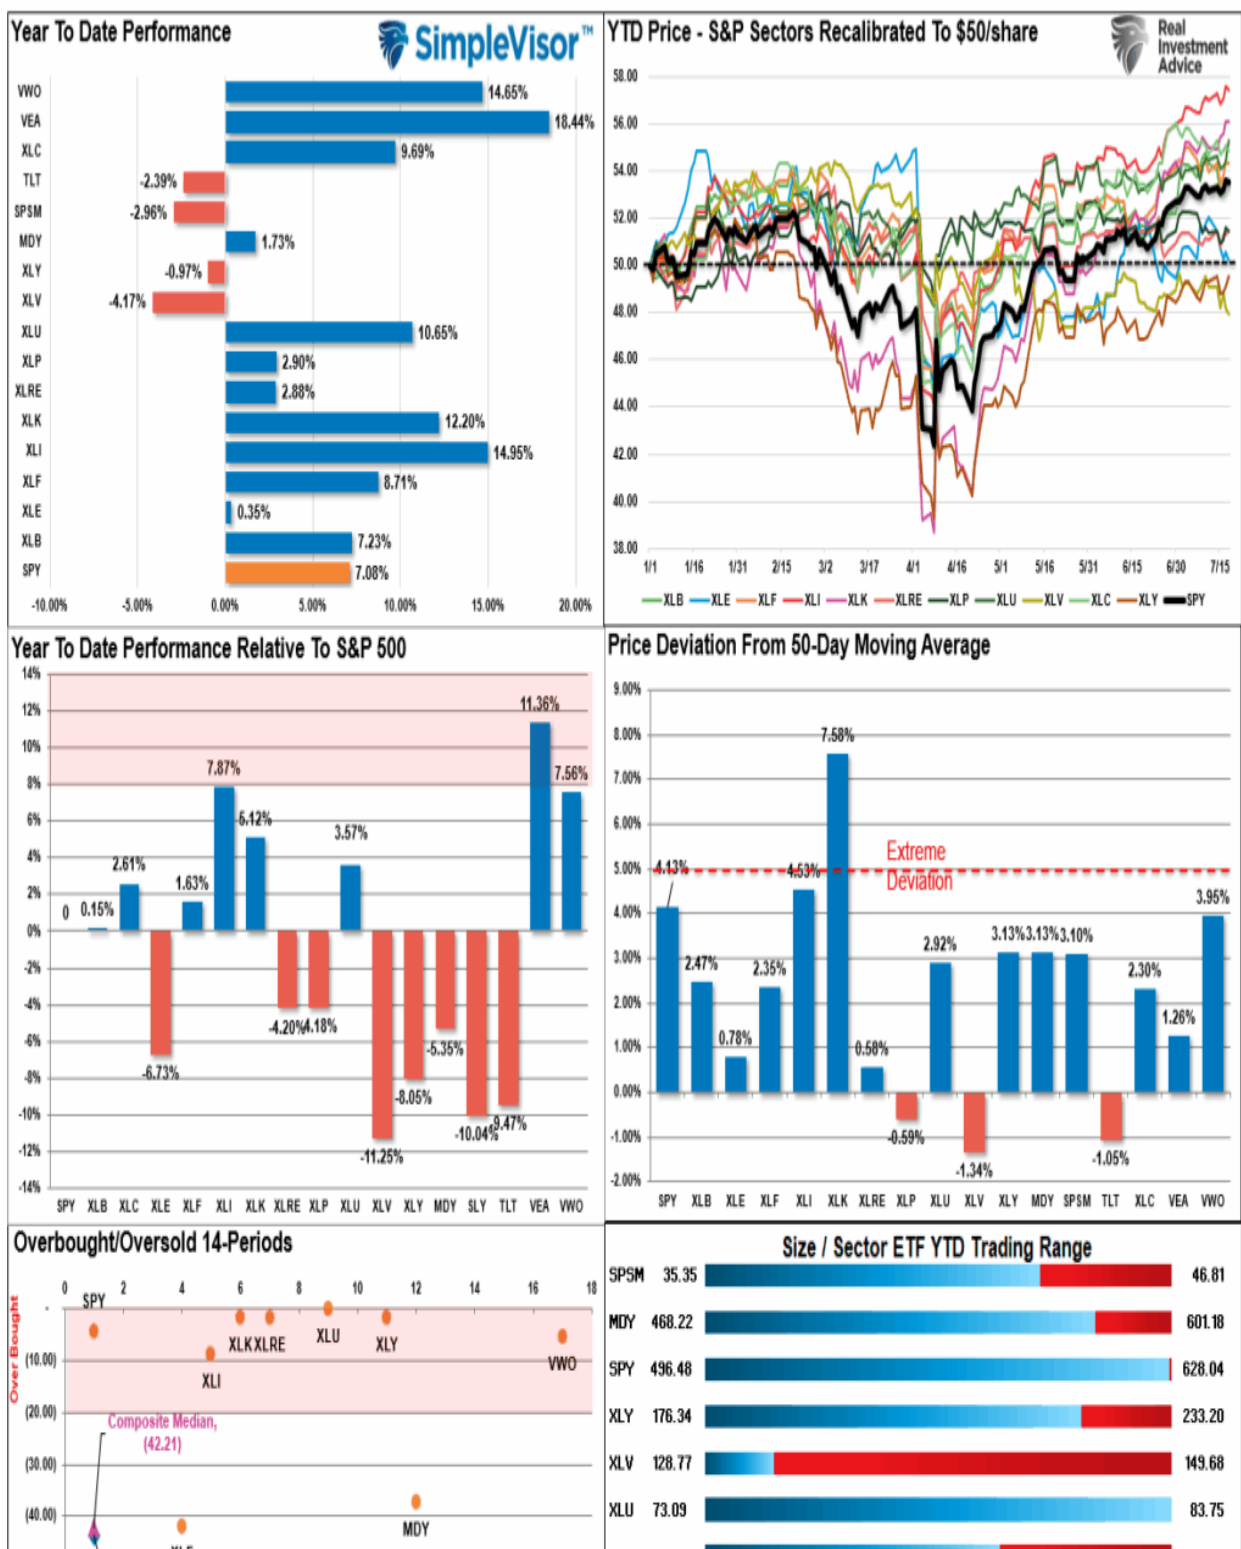 Year To Date Performance
SimpleVisor™
VWO 14.65%
VEA 18.44%
XLC 9.69%
TLT -2.39%
SPSM -2.96%
MDY 1.73%
XLY -0.97%
XLV -4.17%
XLU 10.65%
XLP 2.90%
XLRE 2.88%
XLK 12.20%
XLI 14.95%
XLF 8.71%
XLE 0.35%
XLB 7.23%
SPY 7.08%
-10.00% -5.00% 0.00% 5.00% 10.00% 15.00% 20.00%
YTD Price - S&P Sectors Recalibrated To $50/share
Real
Investment
Advice
58.00
56.00
54.00
52.00
50.00
48.00
46.00
44.00
42.00
40.00
38.00
1/1 1/16 1/31 2/15 3/2 3/17 4/1 4/16 5/1 5/16 5/31 6/15 6/30 7/15
XLB XLE XLF XLI XLK XLRE XLP XLU XLV XLC XLY SPY
Year To Date Performance Relative To S&P 500
14%
12%
10%
8%
6%
4%
2%
0%
-2%
-4%
-6%
-8%
-10%
-12%
-14%
0 0.15% 2.61% -6.73% 1.63% 7.87% 5.12% -4.20% -4.18% 3.57% -11.25% -8.05% -5.35% -10.04% -9.47% 11.36% 7.56%
SPY XLB XLC XLE XLF XLI XLK XLRE XLP XLU XLV XLY MDY SLY TLT VEA VWO
Price Deviation From 50-Day Moving Average
9.00%
8.00%
7.00%
6.00%
5.00%
4.00%
3.00%
2.00%
1.00%
0.00%
-1.00%
-2.00%
Extreme
Deviation
4.13% 2.47% 0.78% 2.35% 4.53% 7.58% 0.58% -0.59% 2.92% -1.34% 3.13% 3.13% 3.10% -1.05% 2.30% 1.26% 3.95%
SPY XLB XLE XLF XLI XLK XLRE XLP XLU XLV XLY MDY SPSM TLT XLC VEA VWO
Overbought/Oversold 14-Periods
0 2 4 6 8 10 12 14 16 18
-
(10.00)
(20.00)
(30.00)
(40.00)
Over Bought
SPY
XLI
XLK XLRE
XLU
XLY
VWO
Composite Median,
(42.21)
MDY
Size / Sector ETF YTD Trading Range
SPSM 35.35 46.81
MDY 468.22 601.18
SPY 496.48 628.04
XLY 176.34 233.20
XLV 128.77 149.68
XLU 73.09 83.75